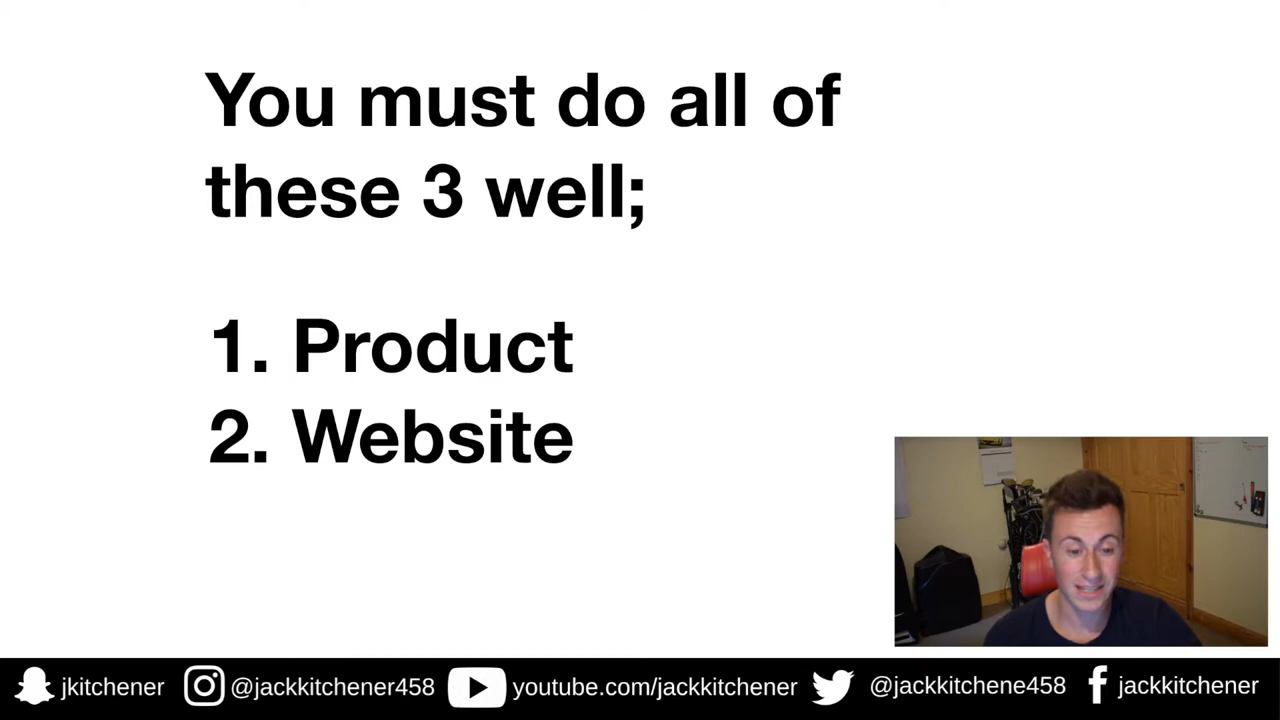 You must do all of
these 3 well;
1. Product
2. Website
jkitchener @jackkitchener458 youtube.com/jackkitchener @jackkitchene458 jackkitchener